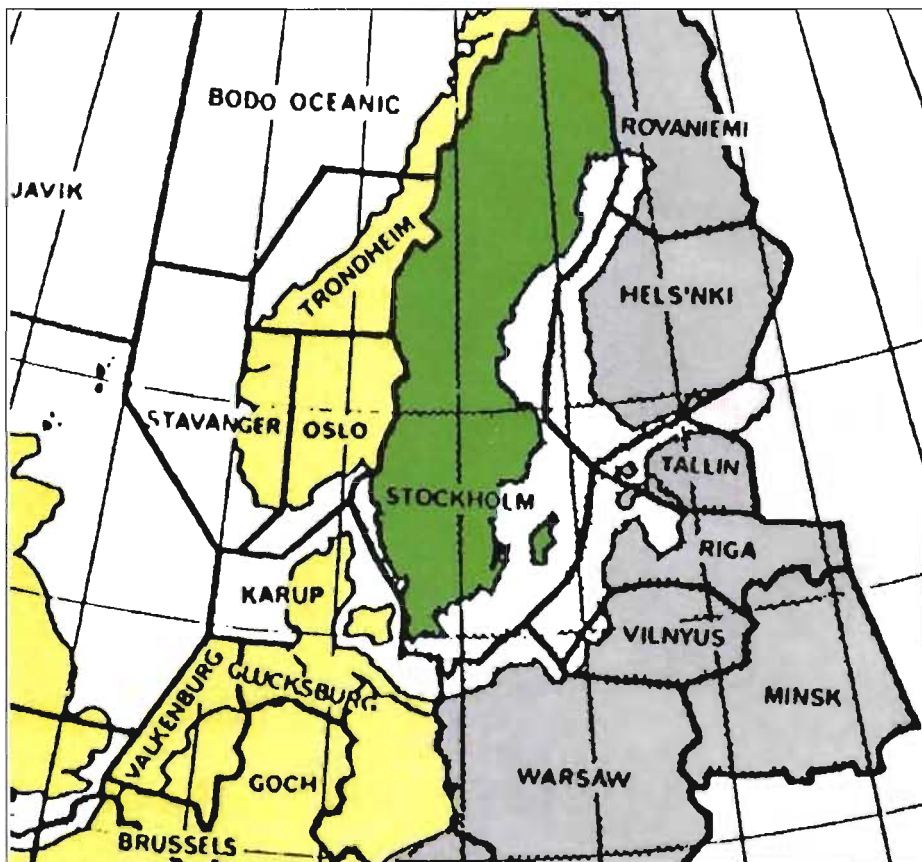 BODO OCEANIC
ROVANIEMI
JAVIK
TRONDHEIM
HELS'NKI
STAVANGER
OSLO
TALLIN
STOCKHOLM
RIGA
KARUP
VILNYUS
GLUCKSBURG
VALKENBURG
MINSK
GOCH
WARSAW
BRUSSELS